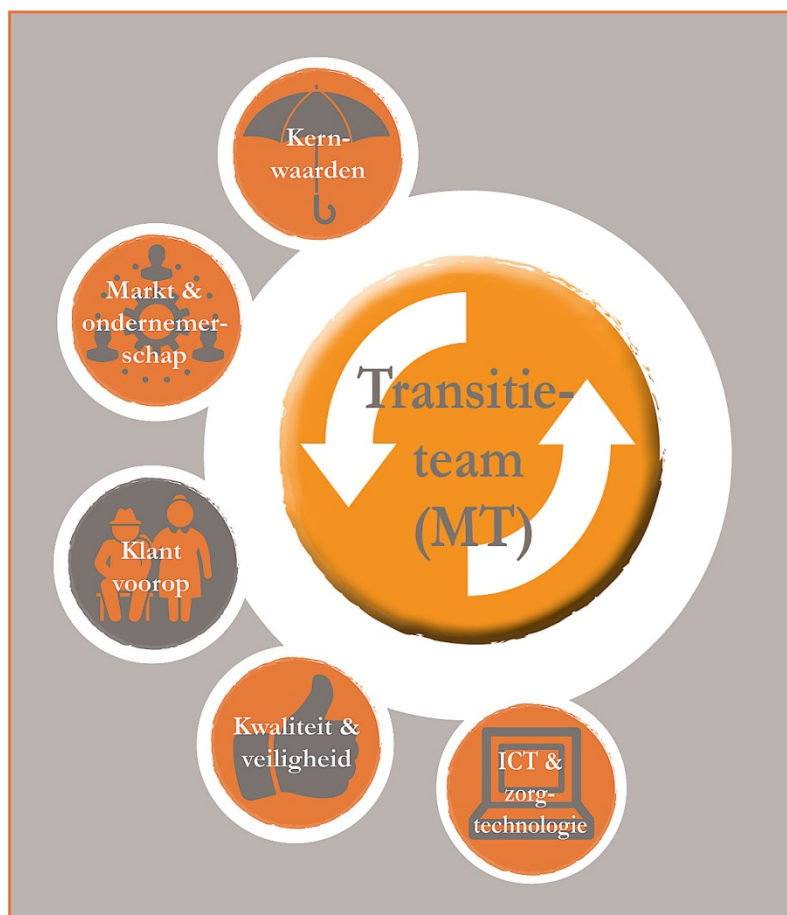 Kern-
waarden
Markt &
ondernemer-
schap
Transitie-
team
(MT)
Klant
voorop
Kwaliteit &
veiligheid
ICT &
zorg-
technologie